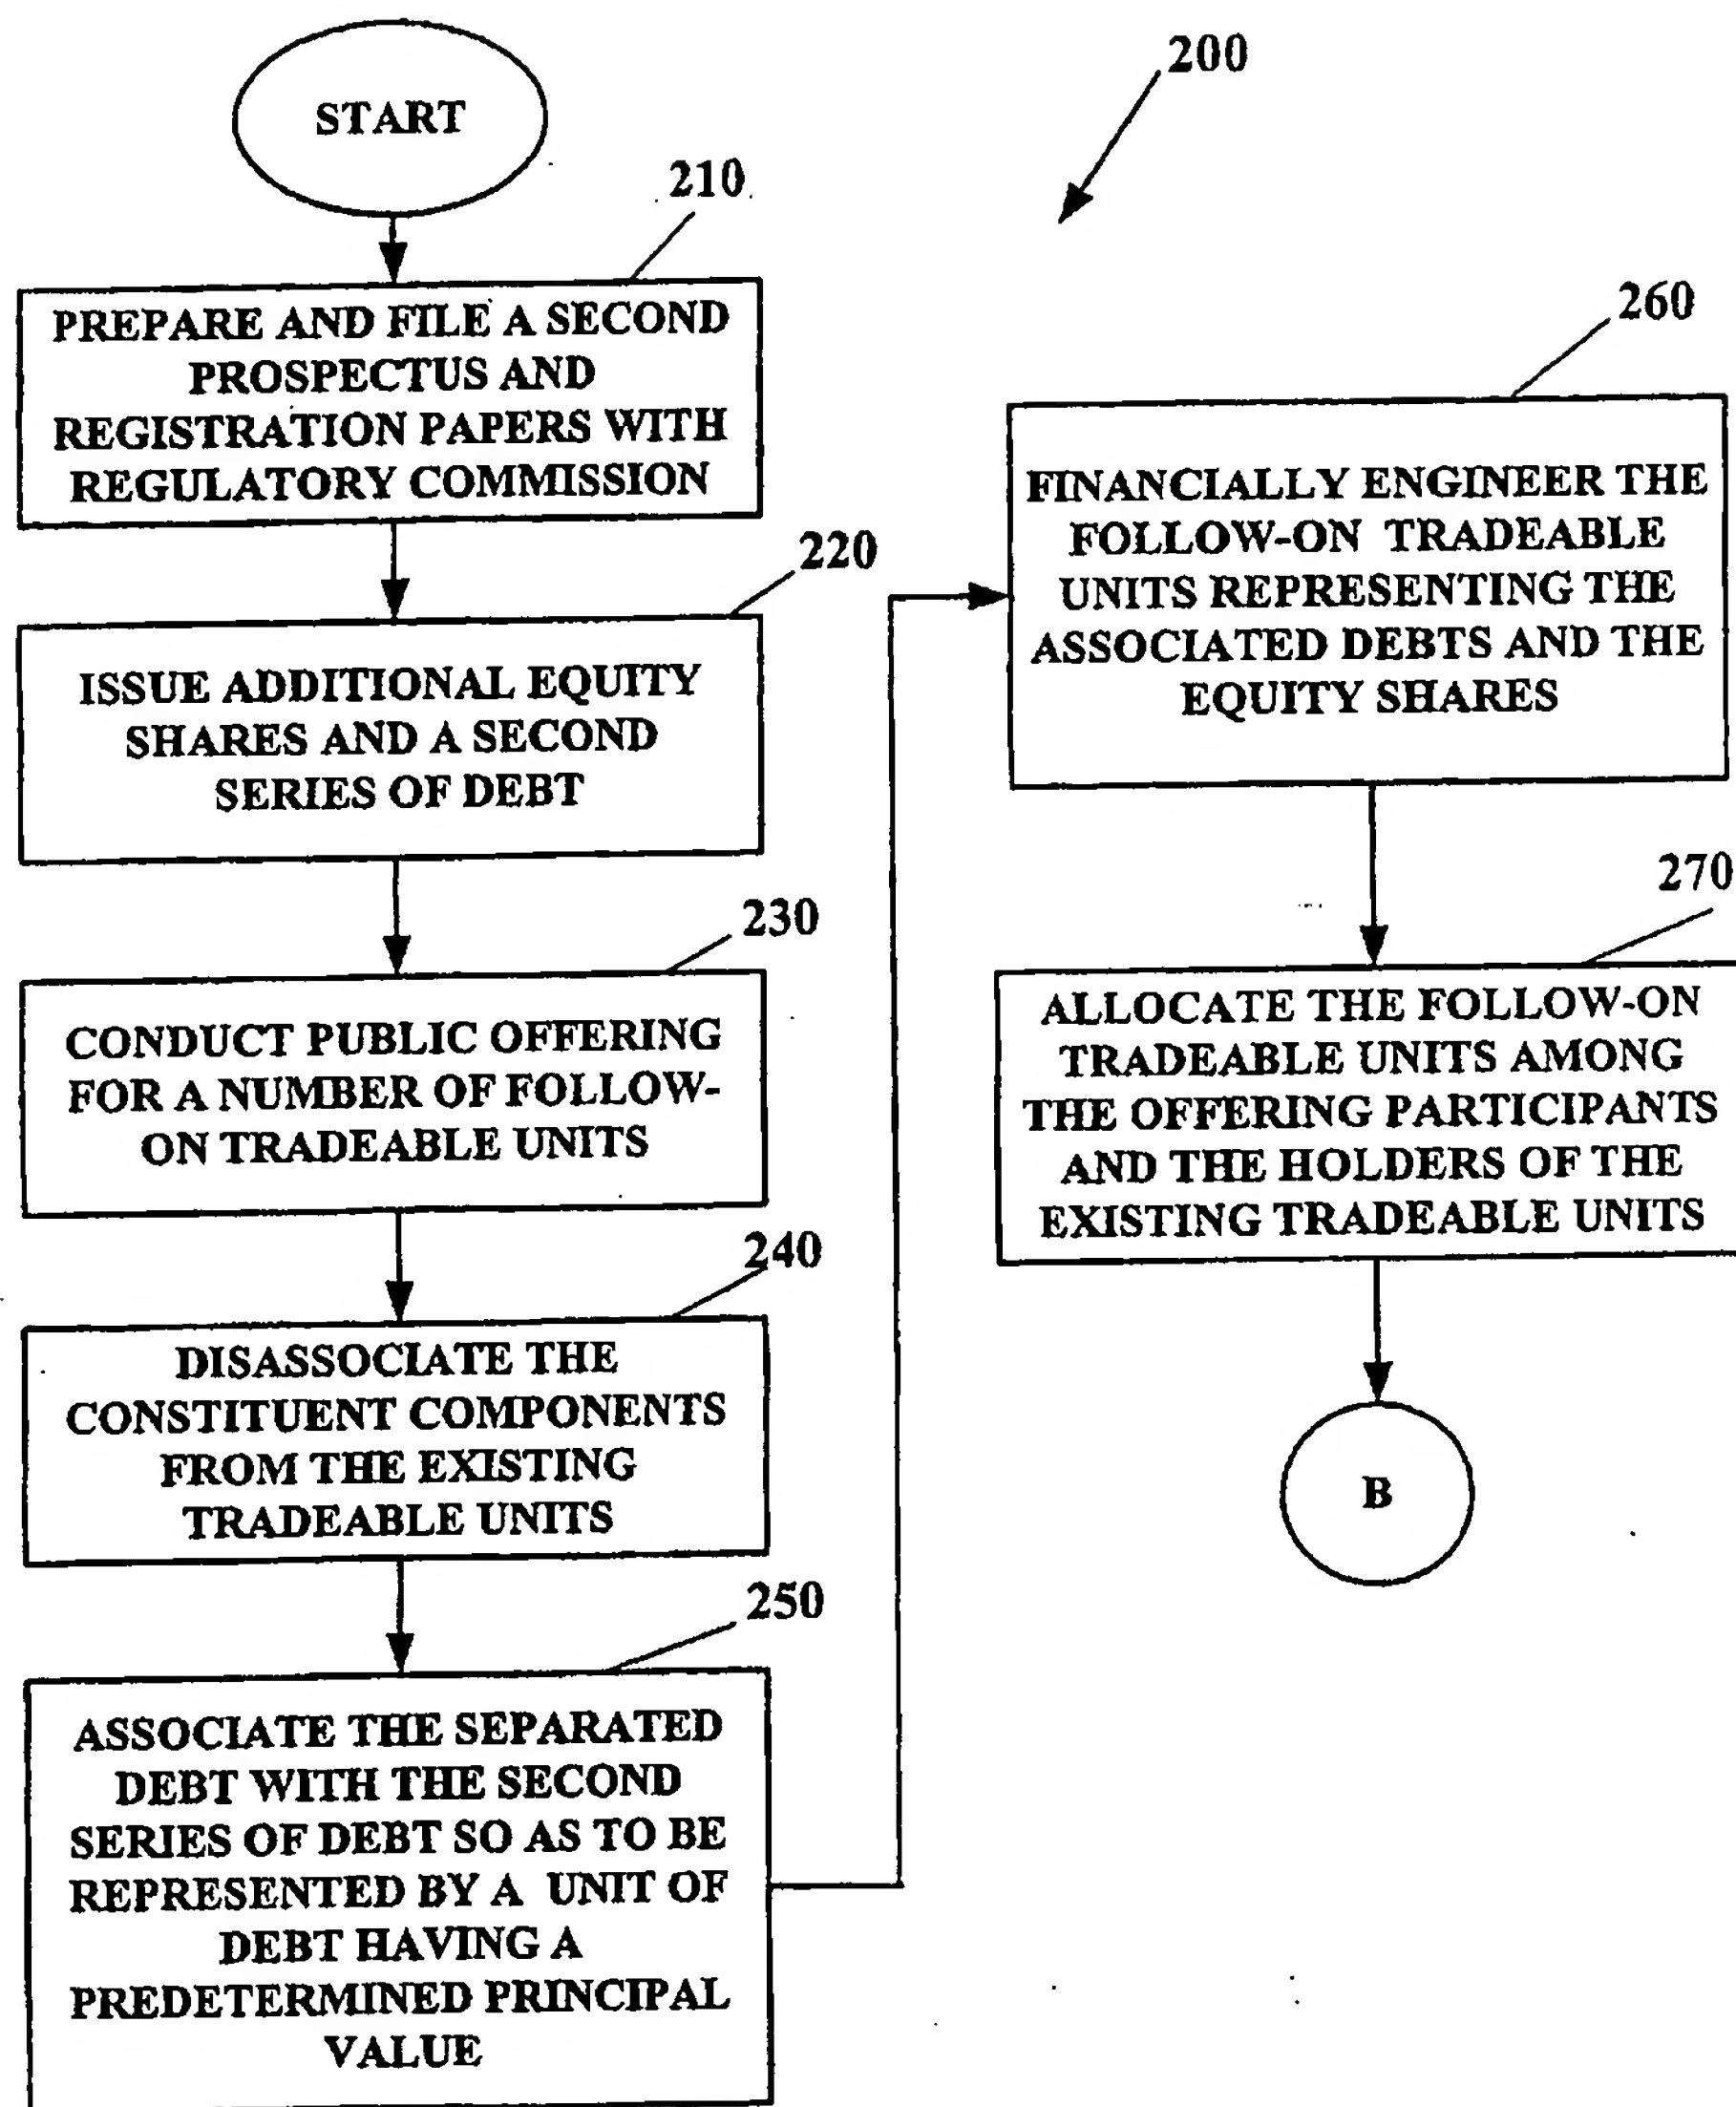 START
200
210
PREPARE AND FILE A SECOND
PROSPECTUS AND
REGISTRATION PAPERS WITH
REGULATORY COMMISSION
220
ISSUE ADDITIONAL EQUITY
SHARES AND A SECOND
SERIES OF DEBT
230
CONDUCT PUBLIC OFFERING
FOR A NUMBER OF FOLLOW-
ON TRADEABLE UNITS
240
DISASSOCIATE THE
CONSTITUENT COMPONENTS
FROM THE EXISTING
TRADEABLE UNITS
250
ASSOCIATE THE SEPARATED
DEBT WITH THE SECOND
SERIES OF DEBT SO AS TO BE
REPRESENTED BY A UNIT OF
DEBT HAVING A
PREDETERMINED PRINCIPAL
VALUE
260
FINANCIALLY ENGINEER THE
FOLLOW-ON TRADEABLE
UNITS REPRESENTING THE
ASSOCIATED DEBTS AND THE
EQUITY SHARES
270
ALLOCATE THE FOLLOW-ON
TRADEABLE UNITS AMONG
THE OFFERING PARTICIPANTS
AND THE HOLDERS OF THE
EXISTING TRADEABLE UNITS
B